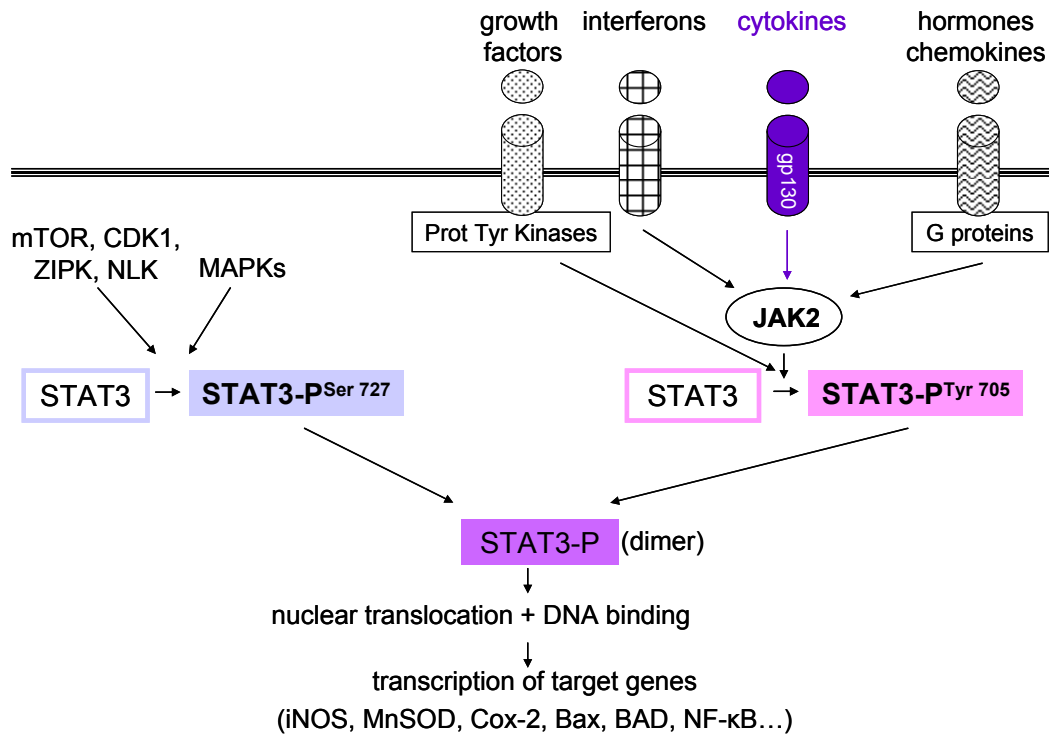 growth
factors
interferons
cytokines
hormones
chemokines
gp130
Prot Tyr Kinases
G proteins
mTOR, CDK1,
ZIPK, NLK
MAPKs
JAK2
STAT3
STAT3-PSer 727
STAT3
STAT3-PTyr 705
STAT3-P (dimer)
nuclear translocation + DNA binding
transcription of target genes
(iNOS, MnSOD, Cox-2, Bax, BAD, NF-κB…)